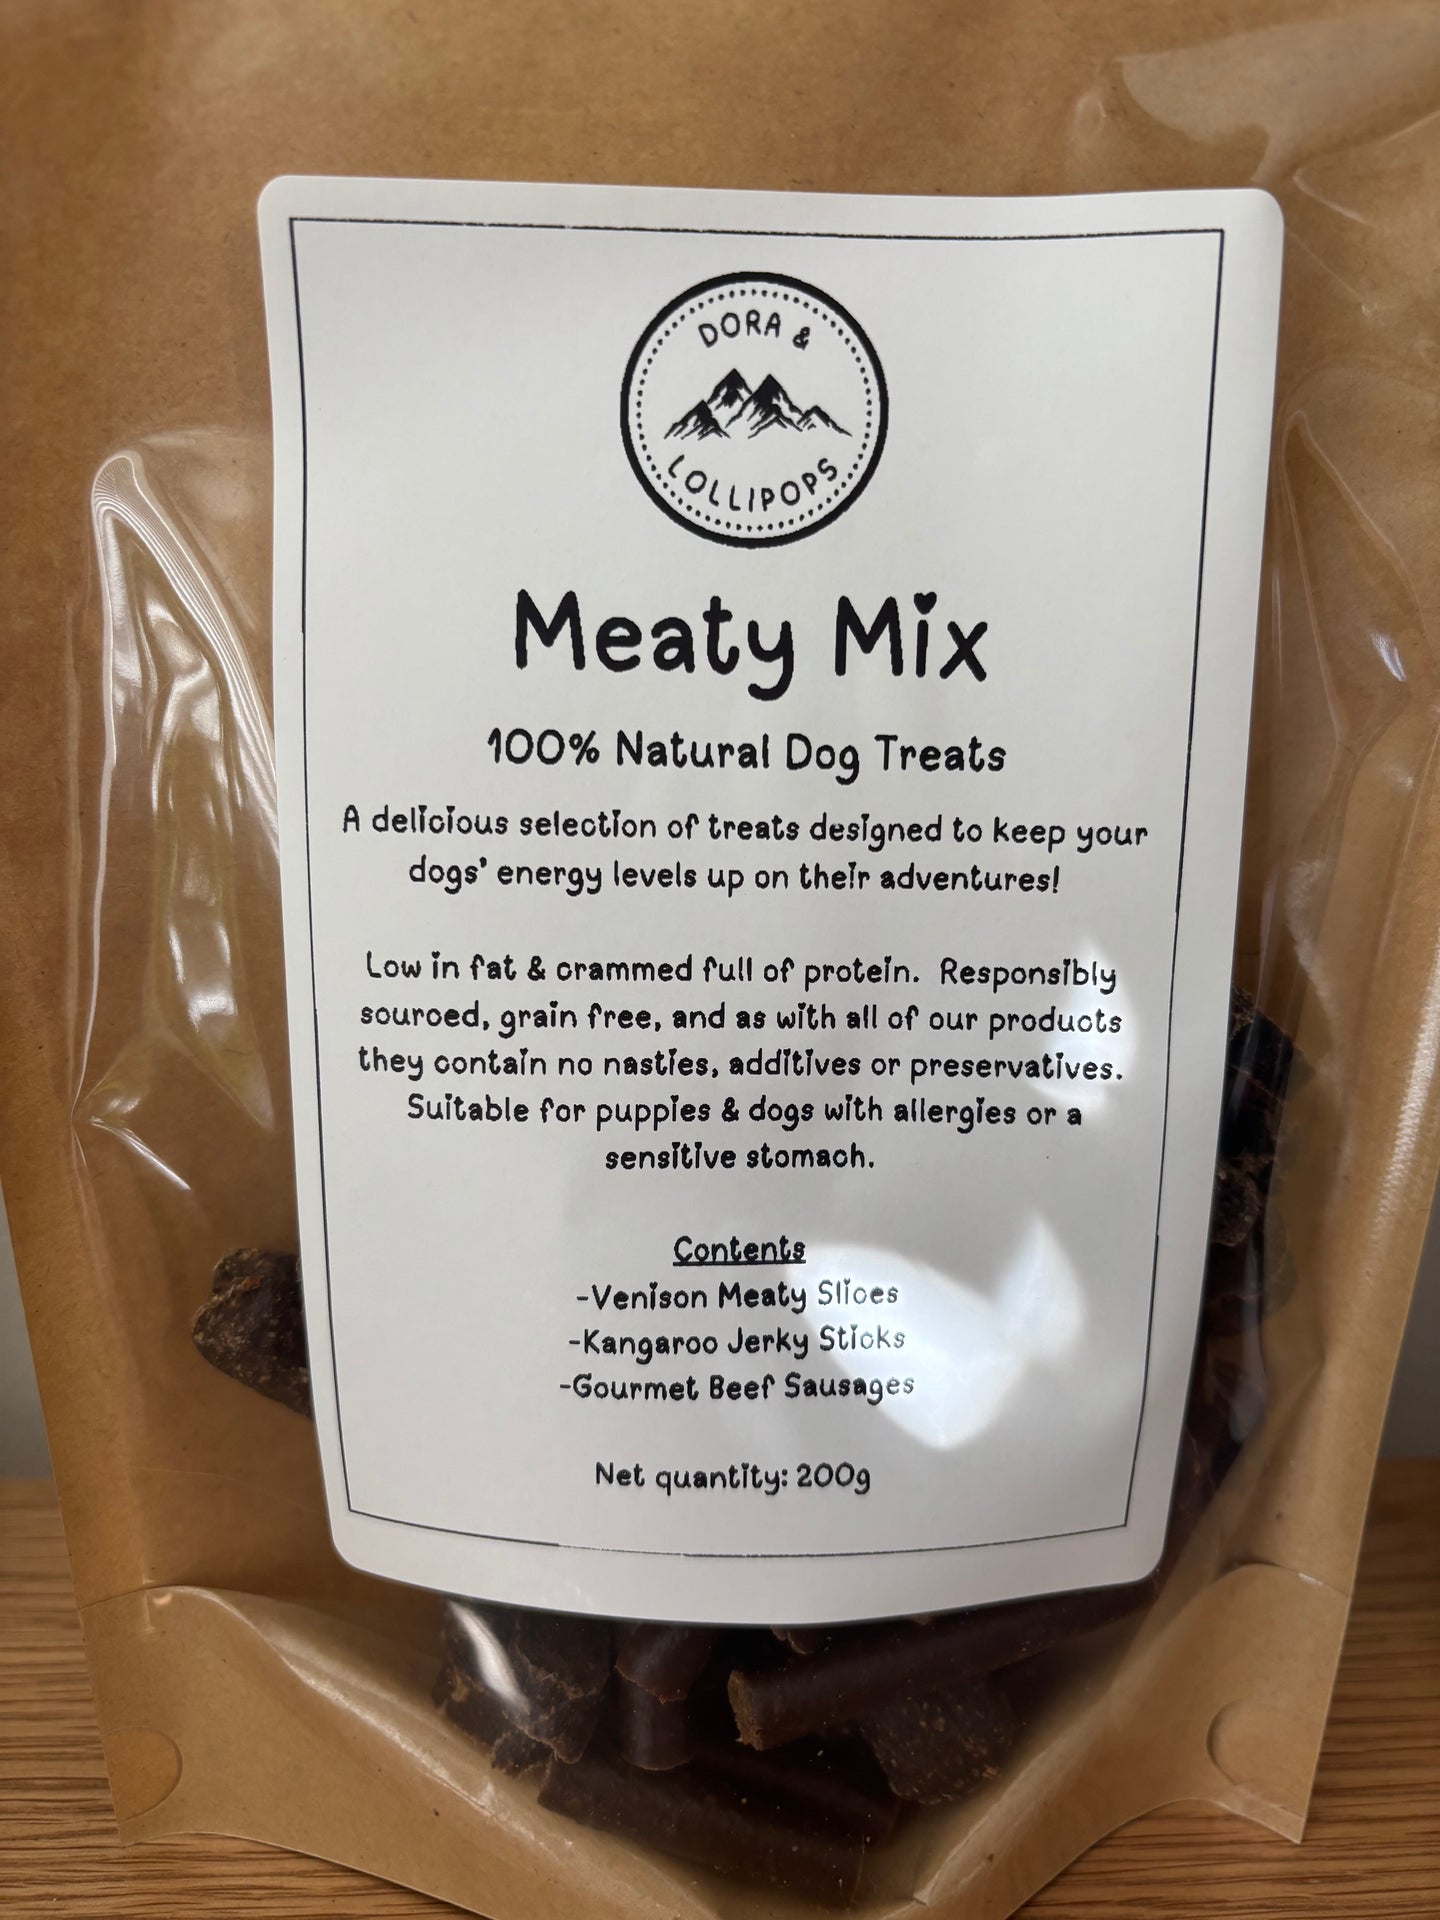 DORA &
LOLLIPOPS
Meaty Mix
100% Natural Dog Treats
A delicious selection of treats designed to keep your
dogs' energy levels up on their adventures!
Low in fat & crammed full of protein. Responsibly
sourced, grain free, and as with all of our products
they contain no nasties, additives or preservatives.
Suitable for puppies & dogs with allergies or a
sensitive stomach.
Contents
-Venison Meaty Slices
-Kangaroo Jerky Sticks
-Gourmet Beef Sausages
Net quantity: 200g